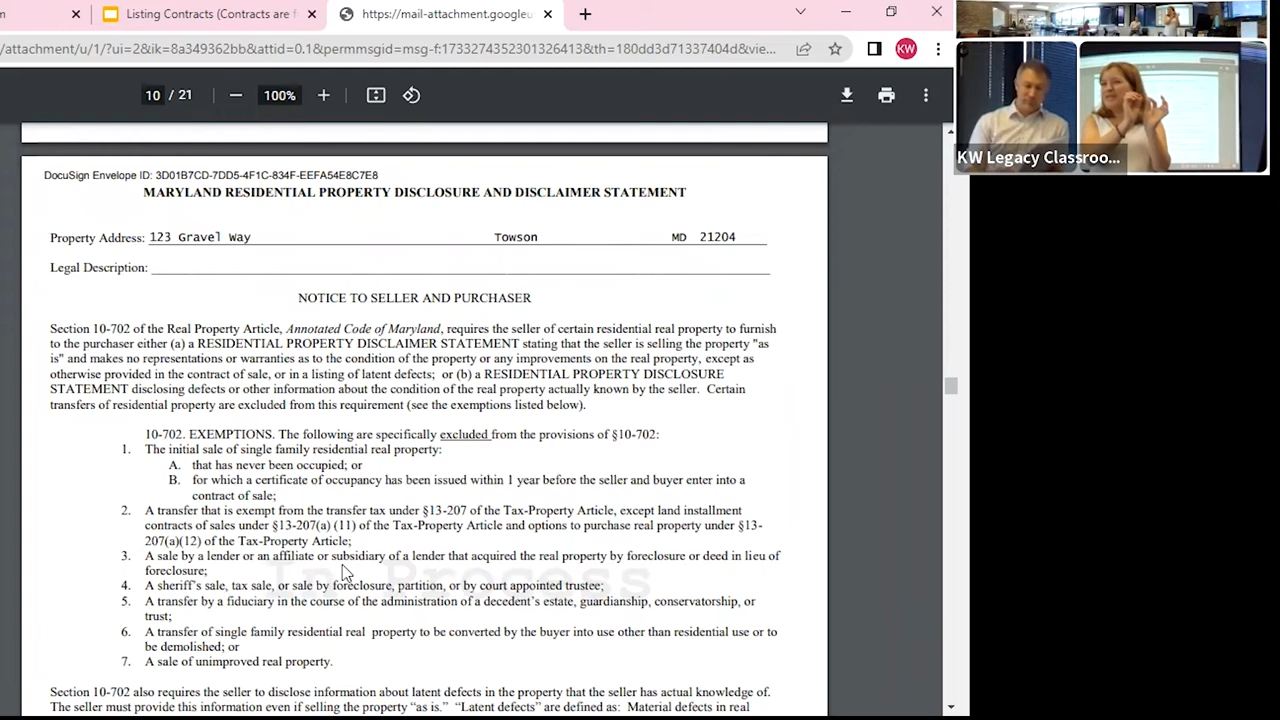 Listing Contracts (Contracts are f
https://mail-attachment.googleu
/attachment/u/1/?ui=2&ik=8a349362bb&attid=0.1&permmsgid=msg-f:1733274352301326413&th=180dd3d71337404d&vie...
KW
10 / 21
100%
KW Legacy Classroo...
DocuSign Envelope ID: 3D01B7CD-7DD5-4F1C-834F-EEFA54E8C7E8
MARYLAND RESIDENTIAL PROPERTY DISCLOSURE AND DISCLAIMER STATEMENT
Property Address: 123 Gravel Way Towson MD 21204
Legal Description:
NOTICE TO SELLER AND PURCHASER
Section 10-702 of the Real Property Article, Annotated Code of Maryland, requires the seller of certain residential real property to furnish
to the purchaser either (a) a RESIDENTIAL PROPERTY DISCLAIMER STATEMENT stating that the seller is selling the property "as
is" and makes no representations or warranties as to the condition of the property or any improvements on the real property, except as
otherwise provided in the contract of sale, or in a listing of latent defects; or (b) a RESIDENTIAL PROPERTY DISCLOSURE
STATEMENT disclosing defects or other information about the condition of the real property actually known by the seller. Certain
transfers of residential property are excluded from this requirement (see the exemptions listed below).
10-702. EXEMPTIONS. The following are specifically excluded from the provisions of §10-702:
1. The initial sale of single family residential real property:
A. that has never been occupied; or
B. for which a certificate of occupancy has been issued within 1 year before the seller and buyer enter into a
contract of sale;
2. A transfer that is exempt from the transfer tax under §13-207 of the Tax-Property Article, except land installment
contracts of sales under §13-207(a) (11) of the Tax-Property Article and options to purchase real property under §13-
207(a)(12) of the Tax-Property Article;
3. A sale by a lender or an affiliate or subsidiary of a lender that acquired the real property by foreclosure or deed in lieu of
foreclosure;
In Process
4. A sheriff's sale, tax sale, or sale by foreclosure, partition, or by court appointed trustee;
5. A transfer by a fiduciary in the course of the administration of a decedent's estate, guardianship, conservatorship, or
trust;
6. A transfer of single family residential real property to be converted by the buyer into use other than residential use or to
be demolished; or
7. A sale of unimproved real property.
Section 10-702 also requires the seller to disclose information about latent defects in the property that the seller has actual knowledge of.
The seller must provide this information even if selling the property "as is." "Latent defects" are defined as: Material defects in real